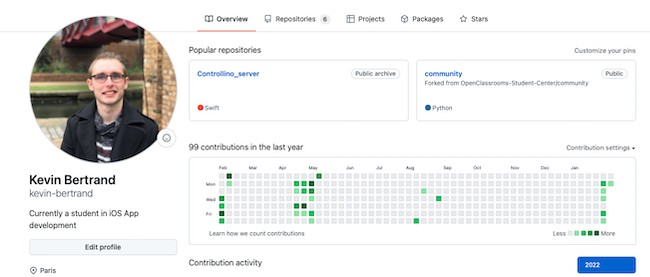 Overview
Repositories 6
Projects
Packages
Stars
Popular repositories
Customize your pins
Controllino_server
Public archive
Swift
community
Public
Forked from OpenClassrooms-Student-Center/community
Python
99 contributions in the last year
Contribution settings
Feb Mar Apr May Jun Jul Aug Sep Oct Nov Dec Jan
Mon
Wed
Fri
Learn how we count contributions
Less More
Kevin Bertrand
kevin-bertrand
Currently a student in iOS App
development
Edit profile
Paris
Contribution activity
2022